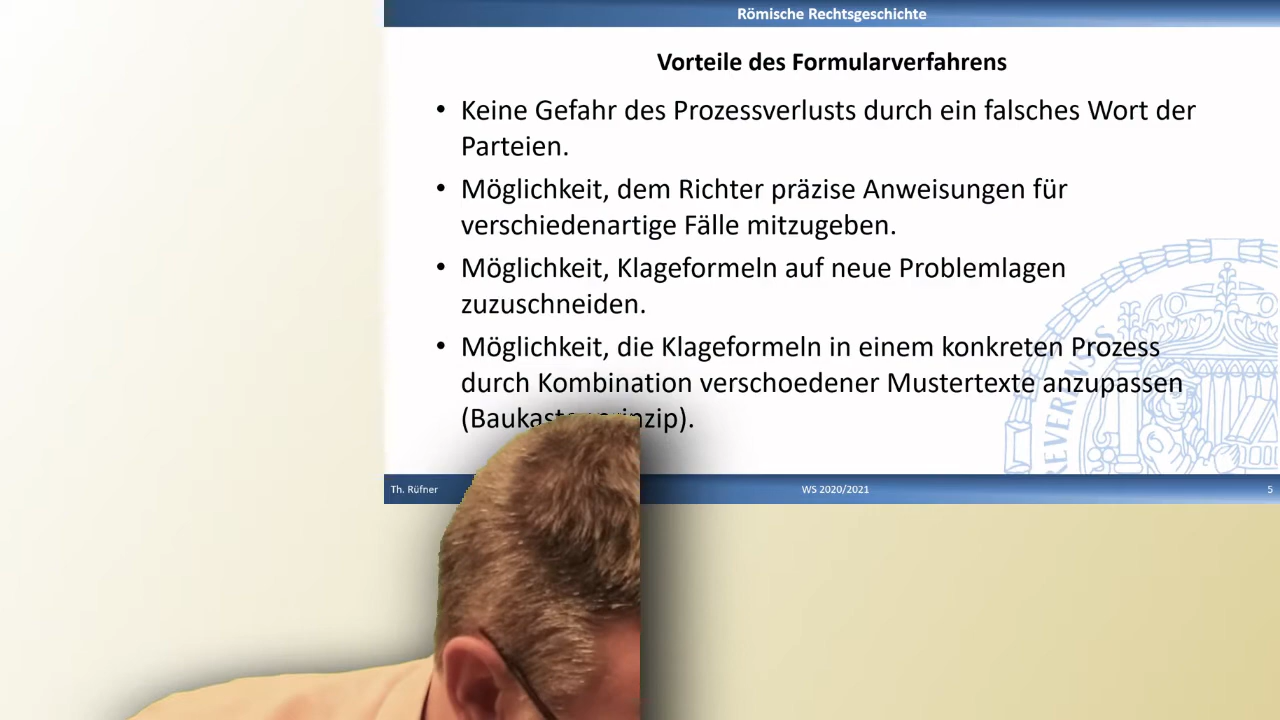 Römische Rechtsgeschichte
Vorteile des Formularverfahrens
• Keine Gefahr des Prozessverlusts durch ein falsches Wort der
Parteien.
• Möglichkeit, dem Richter präzise Anweisungen für
verschiedenartige Fälle mitzugeben.
• Möglichkeit, Klageformeln auf neue Problemlagen
zuzuschneiden.
• Möglichkeit, die Klageformeln in einem konkreten Prozess
durch Kombination verschoedener Mustertexte anzupassen
(Baukastenprinzip).
REVERENS
Th. Rüfner
WS 2020/2021
5